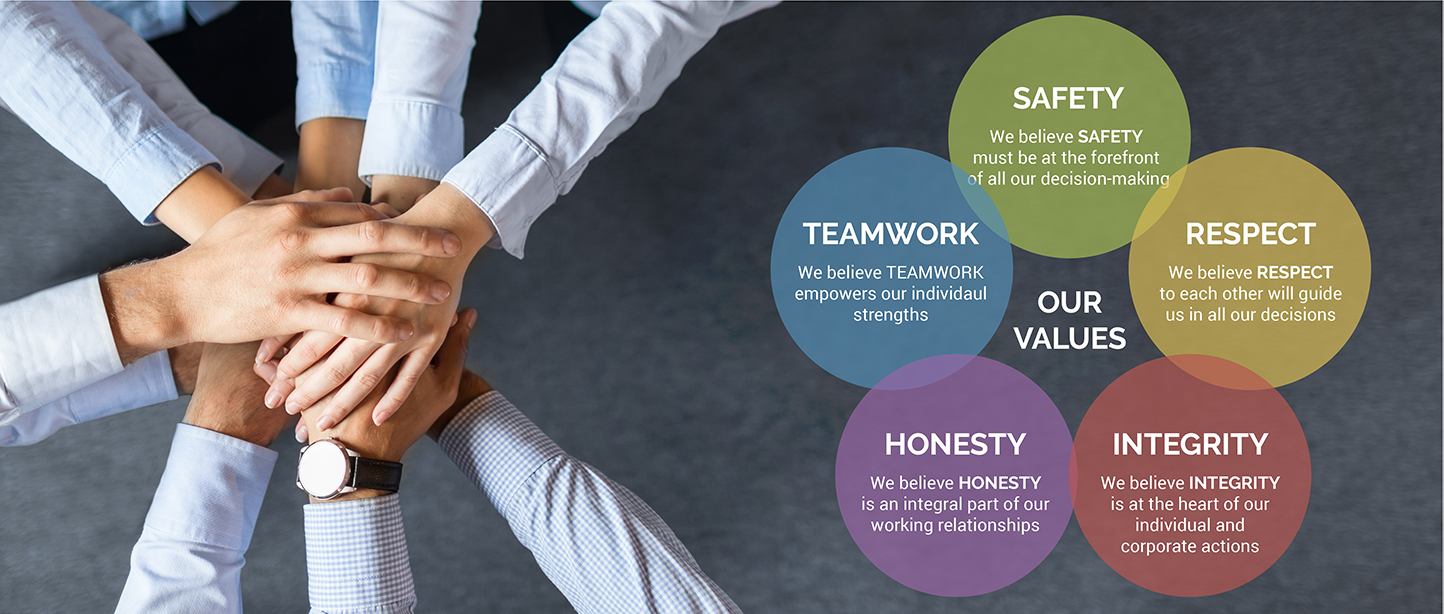 SAFETY
We believe SAFETY
must be at the forefront
of all our decision-making
TEAMWORK
We believe TEAMWORK
empowers our individaul
strengths
RESPECT
We believe RESPECT
to each other will guide
us in all our decisions
OUR
VALUES
HONESTY
We believe HONESTY
is an integral part of our
working relationships
INTEGRITY
We believe INTEGRITY
is at the heart of our
individual and
corporate actions